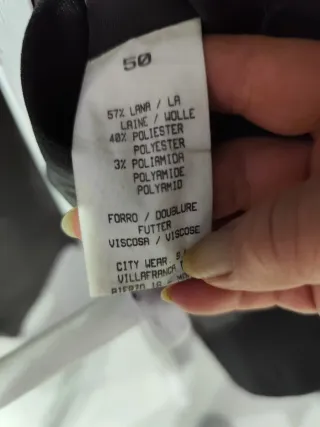 50
57% LANA / LA
LAINE / WOLLE
40% POLIESTER
POLYESTER
3% POLIAMIDA
POLYAMIDE
POLYAMID
FORRO / DOUBLURE
FUTTER
VISCOSA / VISCOSE
CITY WEAR S
VILLAFRANCA
BIERZO